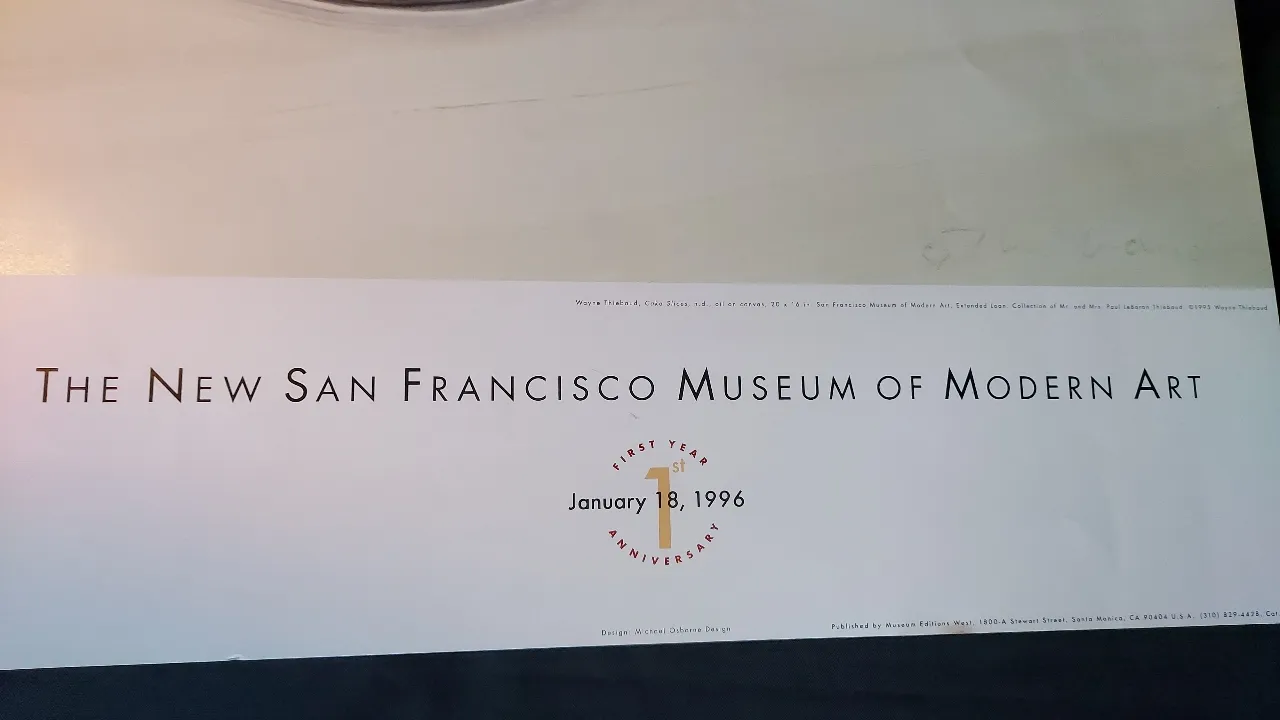 Wayne Thiebaud, Cake Slices, n.d., oil on canvas, 20 x 16 in. San Francisco Museum of Modern Art, Extended Loan, Collection of Mr. and Mrs. Paul LeBaron Thiebaud. ©1995 Wayne Thiebaud
THE NEW SAN FRANCISCO MUSEUM OF MODERN ART
FIRST YEAR
1st
January 18, 1996
ANNIVERSARY
Design: Michael Osborne Design
Published by Museum Editions West, 1800-A Stewart Street, Santa Monica, CA 90404 U.S.A. (310) 829-4428, Cat